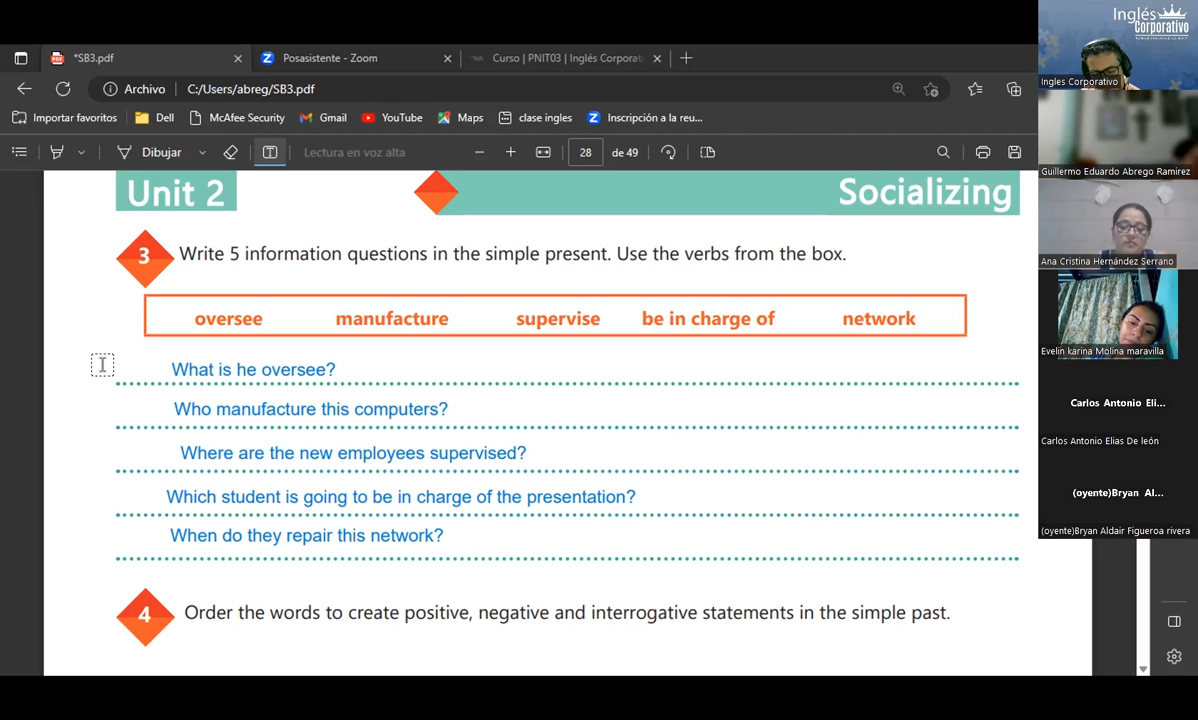 Inglés
Corporativo
*SB3.pdf
Posasistente - Zoom
Curso | PNIT03 | Inglés Corporat
Archivo
C:/Users/abreg/SB3.pdf
Importar favoritos
Dell
McAfee Security
Gmail
YouTube
Maps
clase ingles
Inscripción a la reu...
Ingles Corporativo
Dibujar
Lectura en voz alta
28
de 49
Guillermo Eduardo Abrego Ramirez
Unit 2
Socializing
3
Write 5 information questions in the simple present. Use the verbs from the box.
Ana Cristina Hernández Serrano
oversee
manufacture
supervise
be in charge of
network
Evelin karina Molina maravilla
What is he oversee?
Who manufacture this computers?
Where are the new employees supervised?
Which student is going to be in charge of the presentation?
When do they repair this network?
Carlos Antonio Eli...
Carlos Antonio Elias De león
(oyente)Bryan Al...
(oyente)Bryan Aldair Figueroa rivera
4
Order the words to create positive, negative and interrogative statements in the simple past.